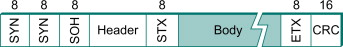 8 8 8 8 8 16
SYN SYN SOH Header STX Body ETX CRC